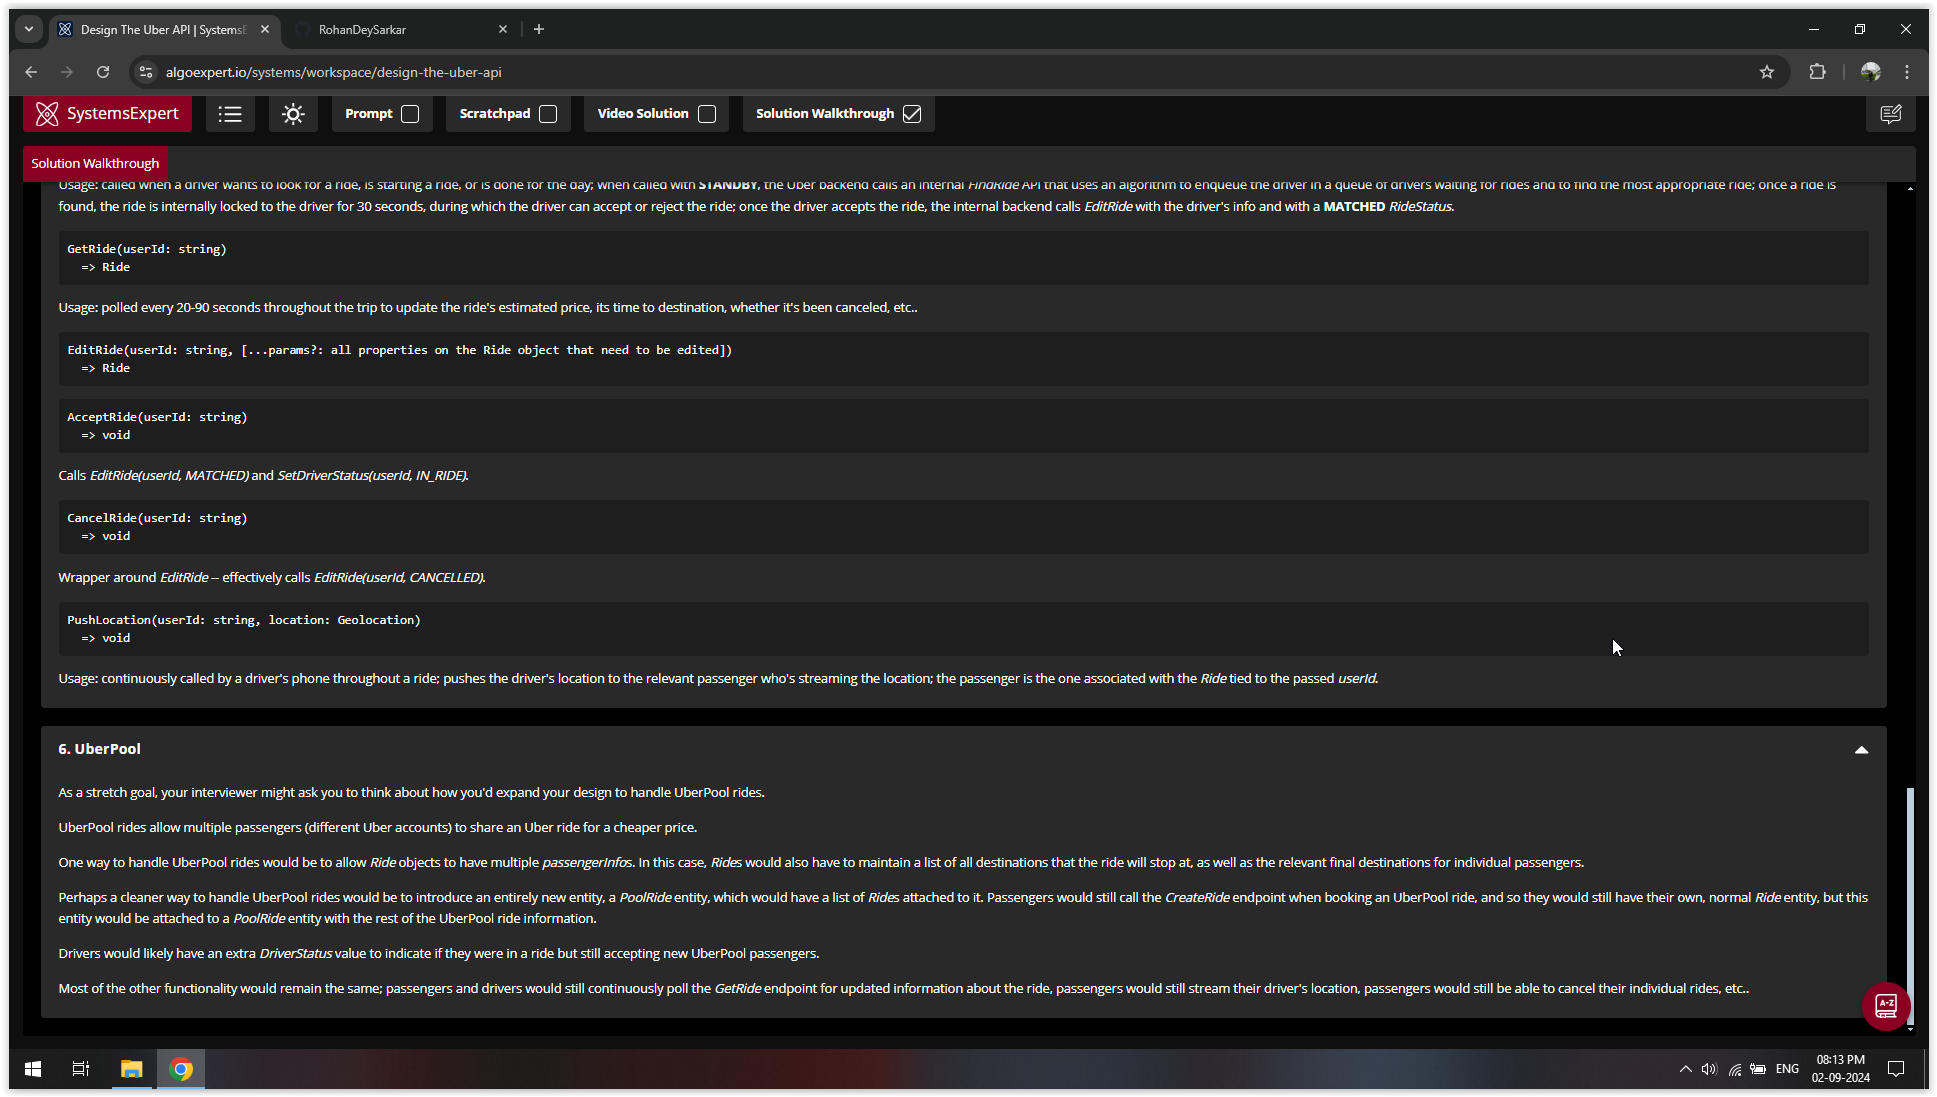 Design The Uber API | SystemsE
RohanDeySarkar
algoexpert.io/systems/workspace/design-the-uber-api
SystemsExpert
Prompt
Scratchpad
Video Solution
Solution Walkthrough
Solution Walkthrough
Usage: called when a driver wants to look for a ride, is starting a ride, or is done for the day; when called with STANDBY, the Uber backend calls an internal FindRide API that uses an algorithm to enqueue the driver in a queue of drivers waiting for rides and to find the most appropriate ride; once a ride is
found, the ride is internally locked to the driver for 30 seconds, during which the driver can accept or reject the ride; once the driver accepts the ride, the internal backend calls EditRide with the driver's info and with a MATCHED RideStatus.
GetRide(userId: string)
=> Ride
Usage: polled every 20-90 seconds throughout the trip to update the ride's estimated price, its time to destination, whether it's been canceled, etc..
EditRide(userId: string, [...params?: all properties on the Ride object that need to be edited])
=> Ride
AcceptRide(userId: string)
=> void
Calls EditRide(userId, MATCHED) and SetDriverStatus(userId, IN_RIDE).
CancelRide(userId: string)
=> void
Wrapper around EditRide -- effectively calls EditRide(userId, CANCELLED).
PushLocation(userId: string, location: Geolocation)
=> void
Usage: continuously called by a driver's phone throughout a ride; pushes the driver's location to the relevant passenger who's streaming the location; the passenger is the one associated with the Ride tied to the passed userId.
6. UberPool
As a stretch goal, your interviewer might ask you to think about how you'd expand your design to handle UberPool rides.
UberPool rides allow multiple passengers (different Uber accounts) to share an Uber ride for a cheaper price.
One way to handle UberPool rides would be to allow Ride objects to have multiple passengerInfos. In this case, Rides would also have to maintain a list of all destinations that the ride will stop at, as well as the relevant final destinations for individual passengers.
Perhaps a cleaner way to handle UberPool rides would be to introduce an entirely new entity, a PoolRide entity, which would have a list of Rides attached to it. Passengers would still call the CreateRide endpoint when booking an UberPool ride, and so they would still have their own, normal Ride entity, but this
entity would be attached to a PoolRide entity with the rest of the UberPool ride information.
Drivers would likely have an extra DriverStatus value to indicate if they were in a ride but still accepting new UberPool passengers.
Most of the other functionality would remain the same; passengers and drivers would still continuously poll the GetRide endpoint for updated information about the ride, passengers would still stream their driver's location, passengers would still be able to cancel their individual rides, etc..
A-Z
ENG
08:13 PM
02-09-2024